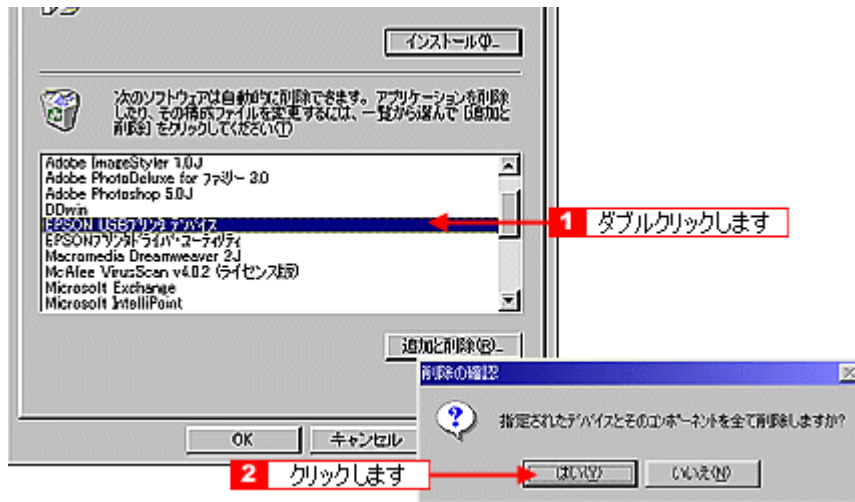 インストール(I)...
次のソフトウェアは自動的に削除できます。アプリケーションを削除
したり、その構成ファイルを変更するには、一覧から選んで [追加と
削除] をクリックしてください(T)
Adobe ImageStyler 1.0J
Adobe PhotoDeluxe for ファミリー 3.0
Adobe Photoshop 5.0J
DDwin
EPSON USBプリンタデバイス
EPSONプリンタドライバ・ユーティリティ
Macromedia Dreamweaver 2J
McAfee VirusScan v4.0.2 (ライセンス版)
Microsoft Exchange
Microsoft IntelliPoint
1 ダブルクリックします
追加と削除(R)...
削除の確認
指定されたデバイスとそのコンポーネントを全て削除しますか?
はい(Y) いいえ(N)
OK キャンセル
2 クリックします